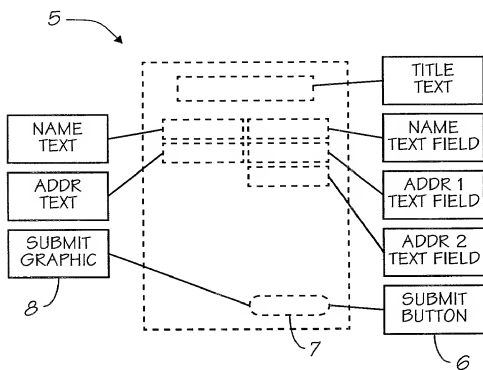 5
TITLE
TEXT
NAME
TEXT
NAME
TEXT FIELD
ADDR
TEXT
ADDR 1
TEXT FIELD
SUBMIT
GRAPHIC
ADDR 2
TEXT FIELD
8
7
SUBMIT
BUTTON
6